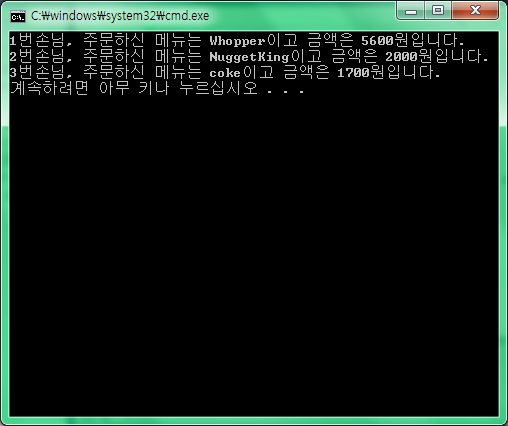 C:\windows\system32\cmd.exe
1번손님, 주문하신 메뉴는 Whopper이고 금액은 5600원입니다.
2번손님, 주문하신 메뉴는 NuggetKing이고 금액은 2000원입니다.
3번손님, 주문하신 메뉴는 coke이고 금액은 1700원입니다.
계속하려면 아무 키나 누르십시오 . . .